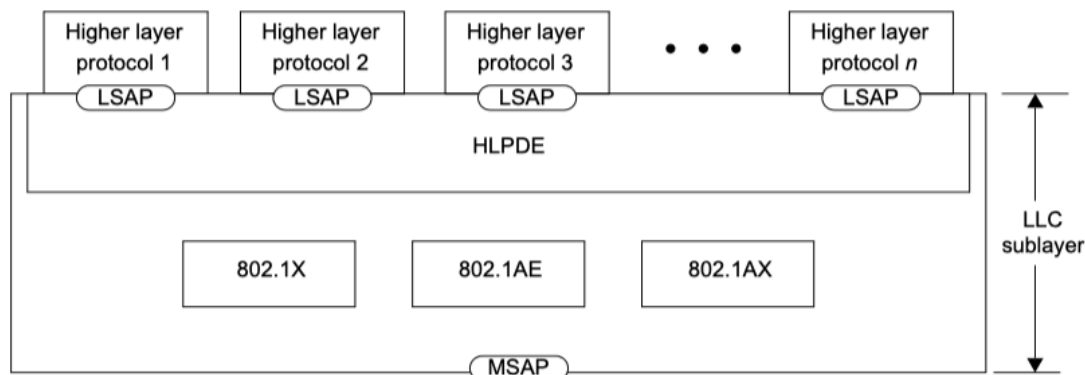 Higher layer
protocol 1
Higher layer
protocol 2
Higher layer
protocol 3
Higher layer
protocol n
LSAP
LSAP
LSAP
LSAP
HLPDE
LLC
sublayer
802.1X
802.1AE
802.1AX
MSAP